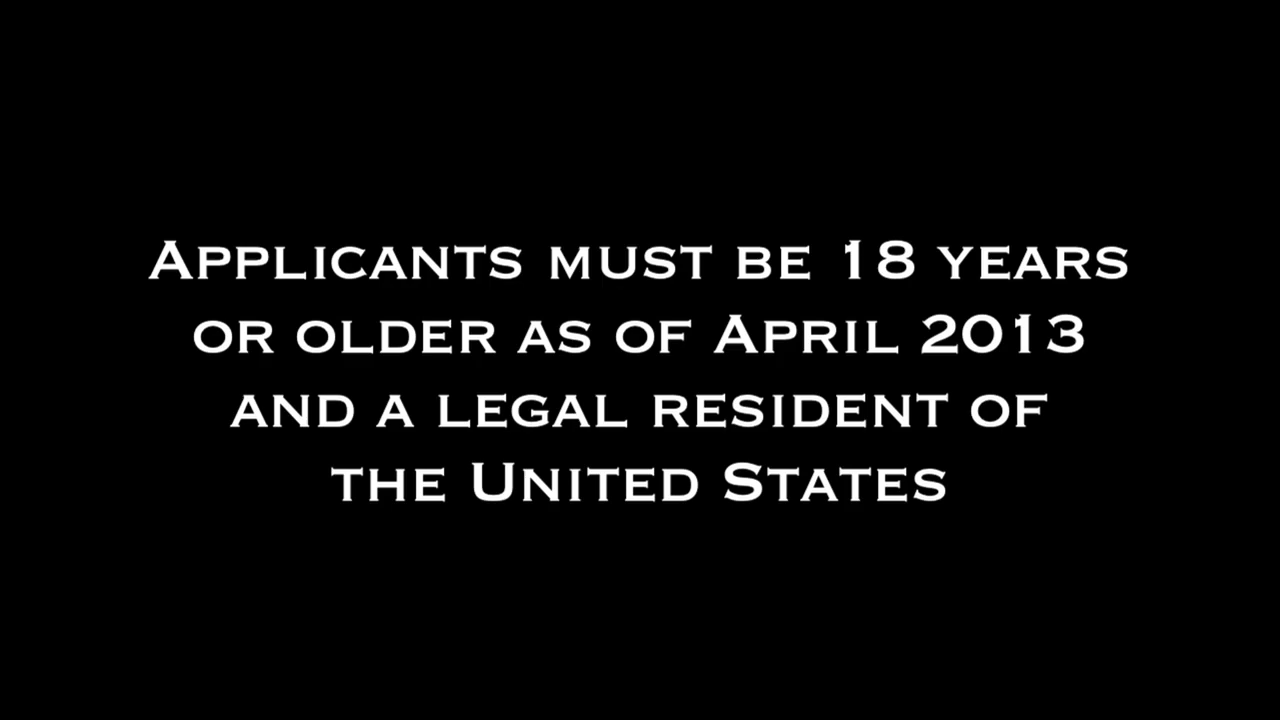 Applicants must be 18 years
or older as of April 2013
and a legal resident of
the United States